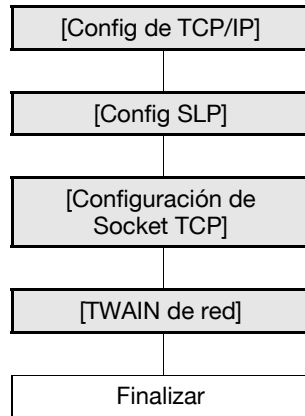 [Config de TCP/IP]
[Config SLP]
[Configuración de
Socket TCP]
[TWAIN de red]
Finalizar